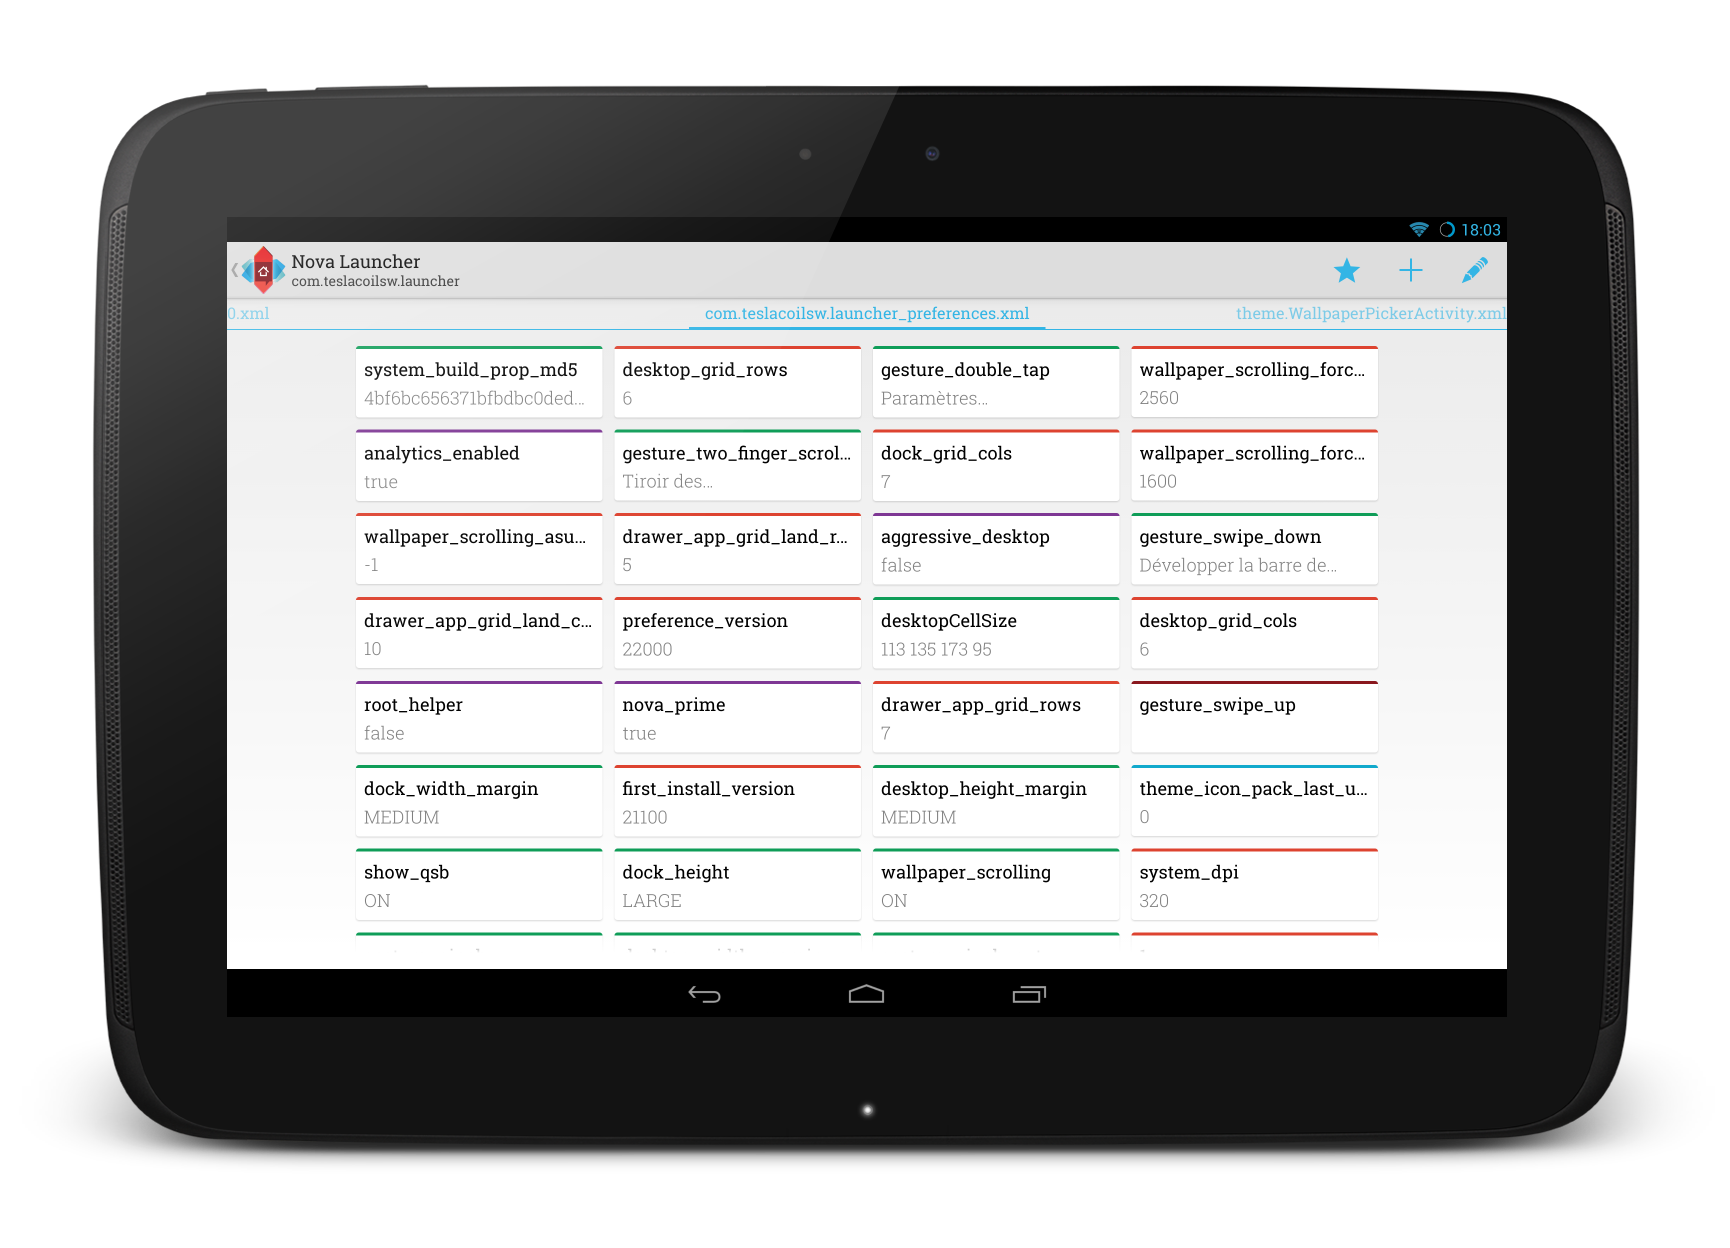 18:03
Nova Launcher
com.teslacoilsw.launcher
0.xml
com.teslacoilsw.launcher_preferences.xml
theme.WallpaperPickerActivity.xml
system_build_prop_md5
4bf6bc656371bfbdbc0ded...
desktop_grid_rows
6
gesture_double_tap
Paramètres...
wallpaper_scrolling_forc...
2560
analytics_enabled
true
gesture_two_finger_scrol...
Tiroir des...
dock_grid_cols
7
wallpaper_scrolling_forc...
1600
wallpaper_scrolling_asu...
-1
drawer_app_grid_land_r...
5
aggressive_desktop
false
gesture_swipe_down
Développer la barre de...
drawer_app_grid_land_c...
10
preference_version
22000
desktopCellSize
113 135 173 95
desktop_grid_cols
6
root_helper
false
nova_prime
true
drawer_app_grid_rows
7
gesture_swipe_up
dock_width_margin
MEDIUM
first_install_version
21100
desktop_height_margin
MEDIUM
theme_icon_pack_last_u...
0
show_qsb
ON
dock_height
LARGE
wallpaper_scrolling
ON
system_dpi
320